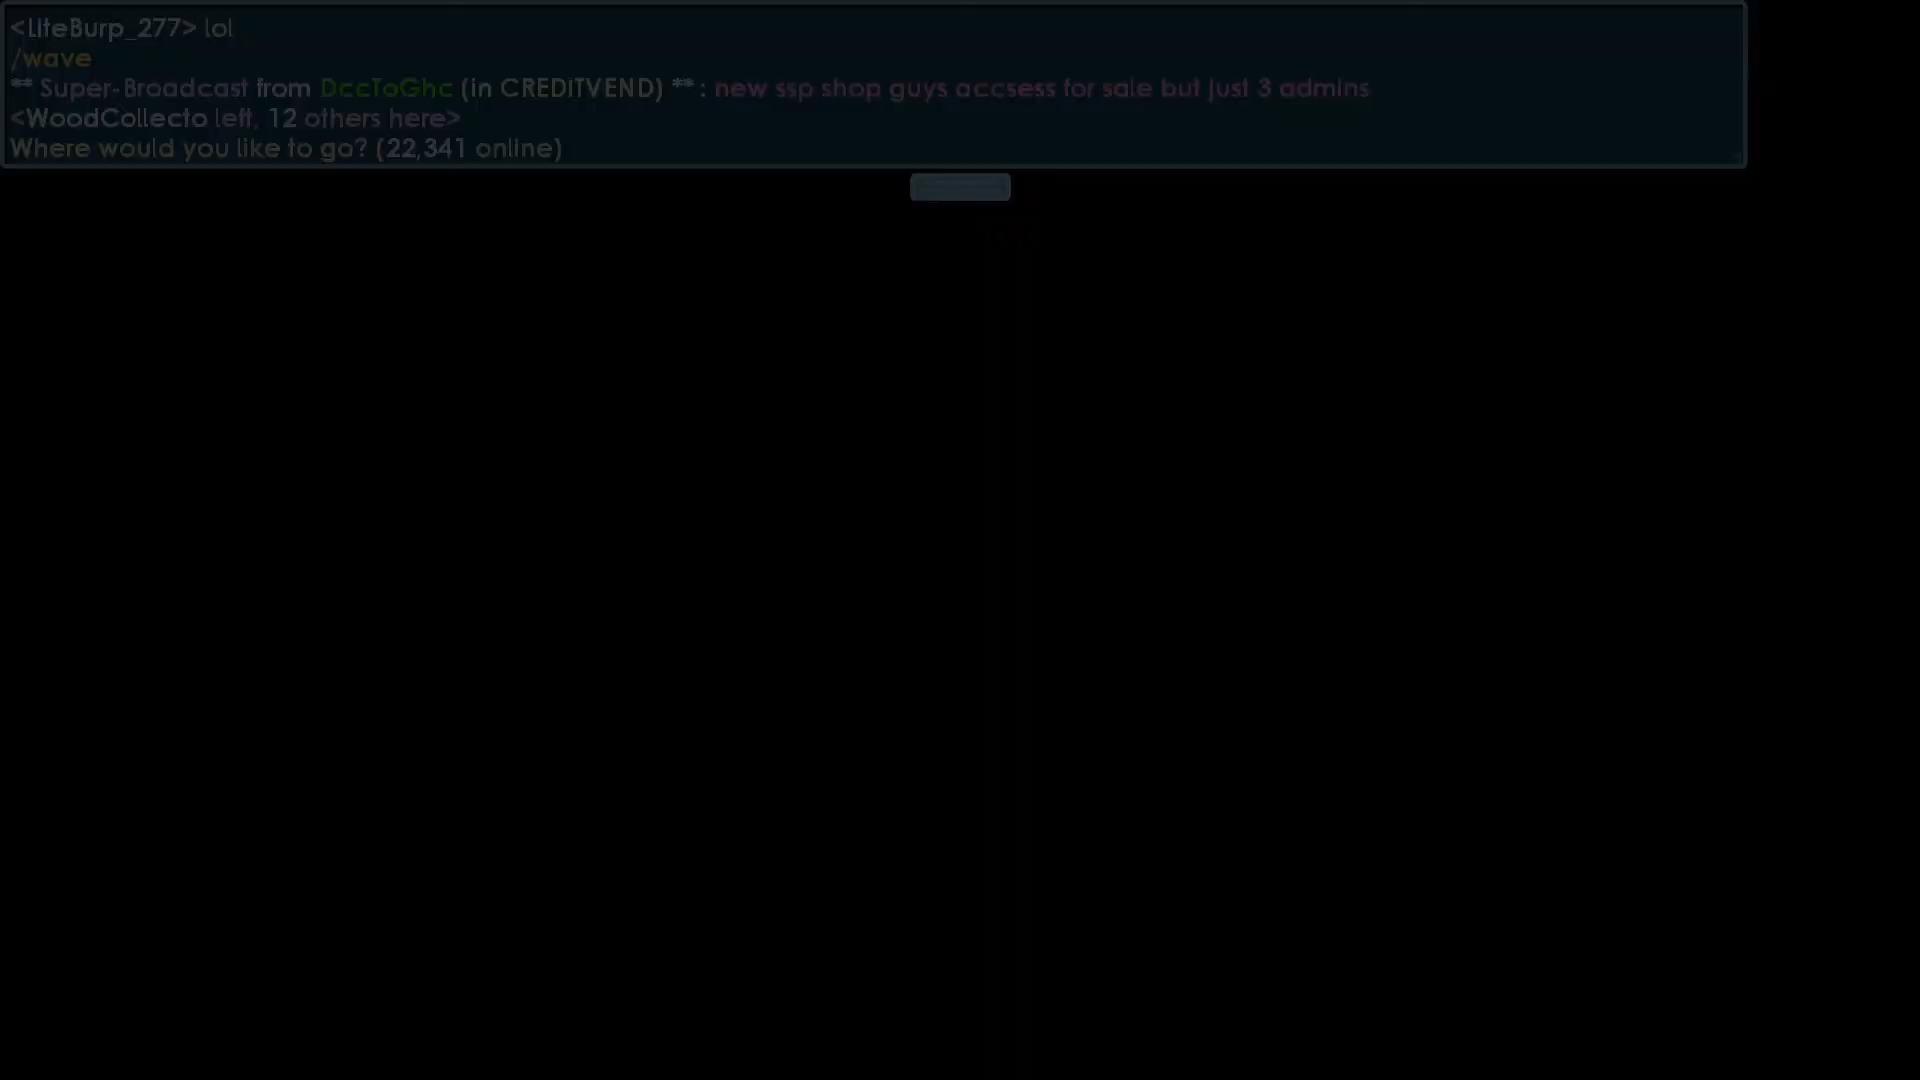 <LiteBurp_277> lol
/wave
** Super-Broadcast from DccToGhc (in CREDITVEND) ** : new ssp shop guys accsess for sale but just 3 admins
<WoodCollecto left, 12 others here>
Where would you like to go? (22,341 online)